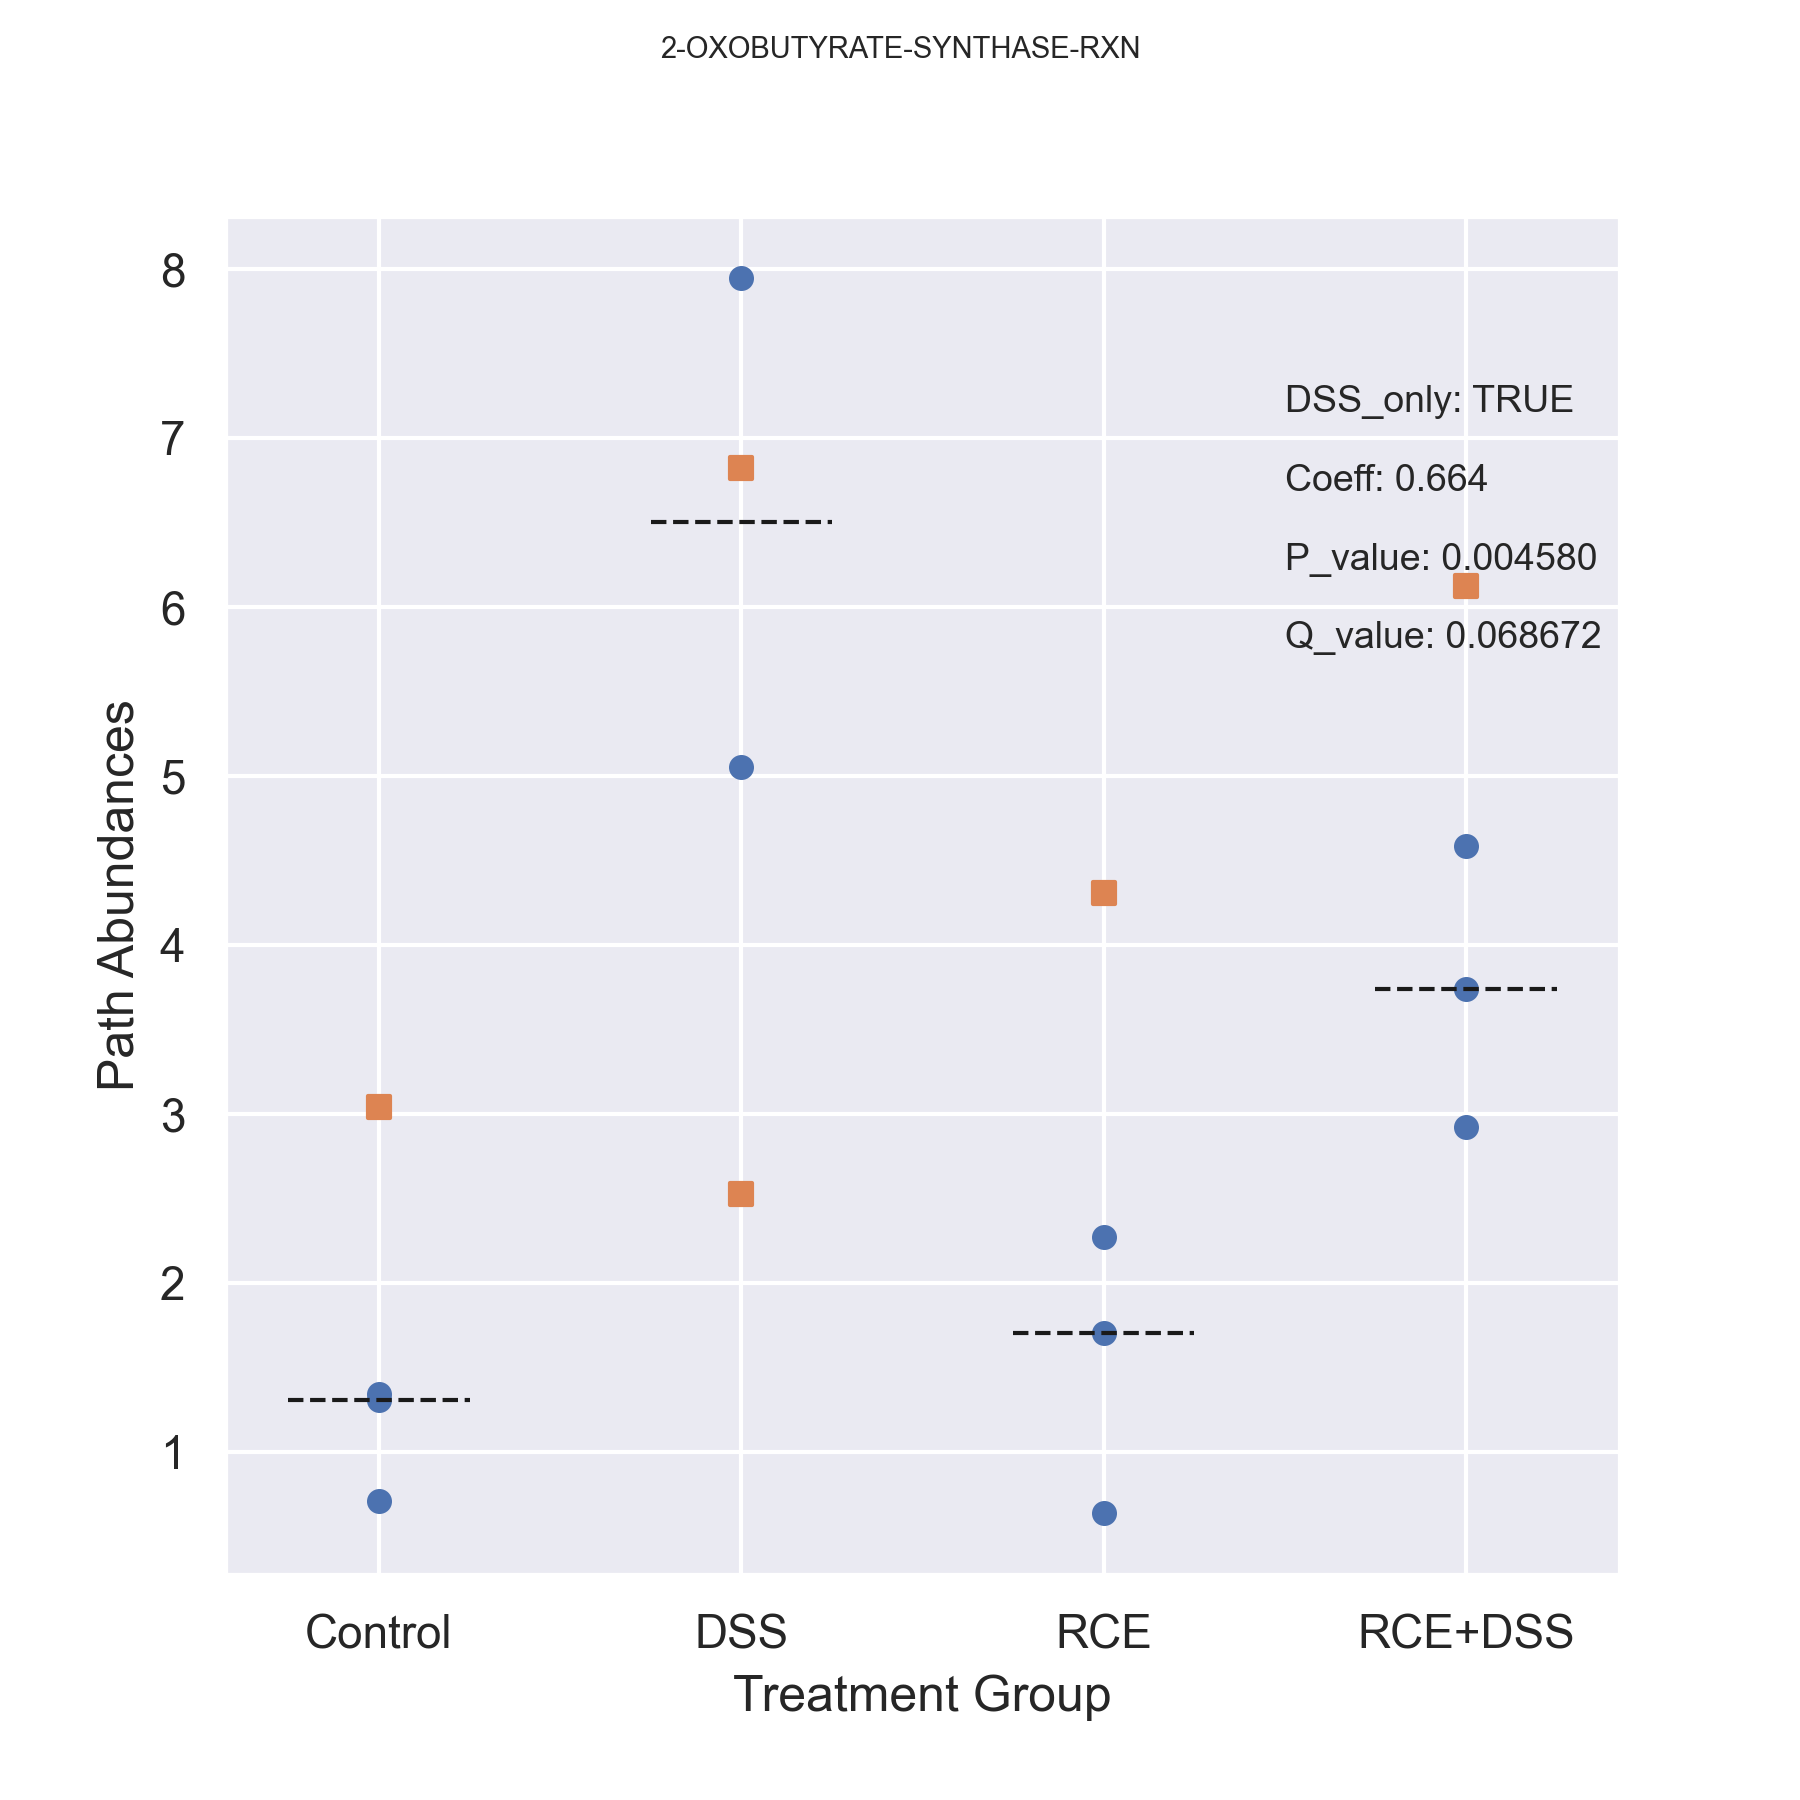 2-OXOBUTYRATE-SYNTHASE-RXN
8
7
6
5
4
3
2
1
Path Abundances
DSS_only: TRUE
Coeff: 0.664
P_value: 0.004580
Q_value: 0.068672
Control DSS RCE RCE+DSS
Treatment Group